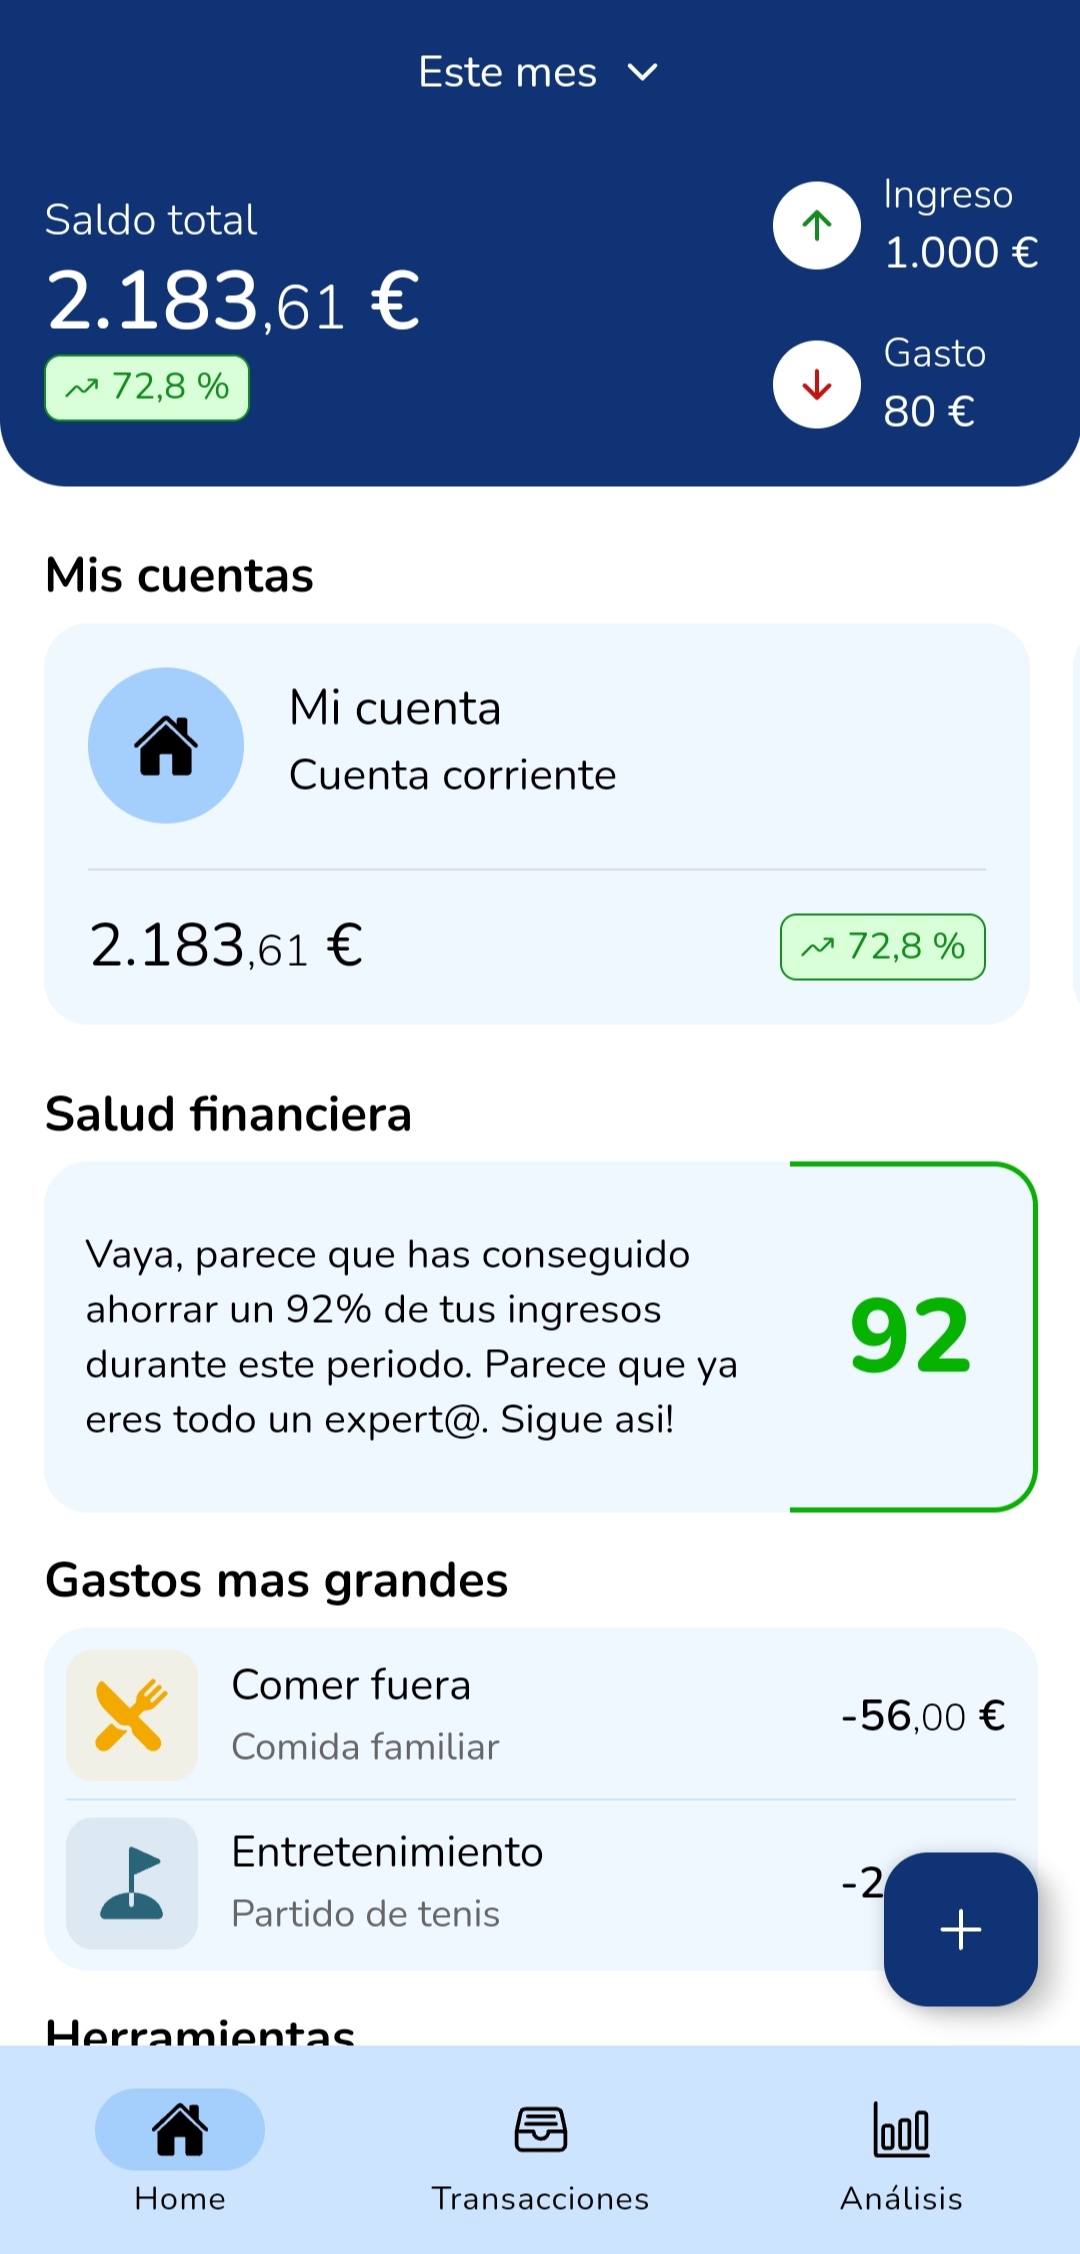 Este mes
Saldo total
2.183,61 €
72,8 %
Ingreso
1.000 €
Gasto
80 €
Mis cuentas
Mi cuenta
Cuenta corriente
2.183,61 €
72,8 %
Salud financiera
Vaya, parece que has conseguido
ahorrar un 92% de tus ingresos
durante este periodo. Parece que ya
eres todo un expert@. Sigue asi!
92
Gastos mas grandes
Comer fuera
Comida familiar
-56,00 €
Entretenimiento
Partido de tenis
-2
Herramientas
Home
Transacciones
Análisis